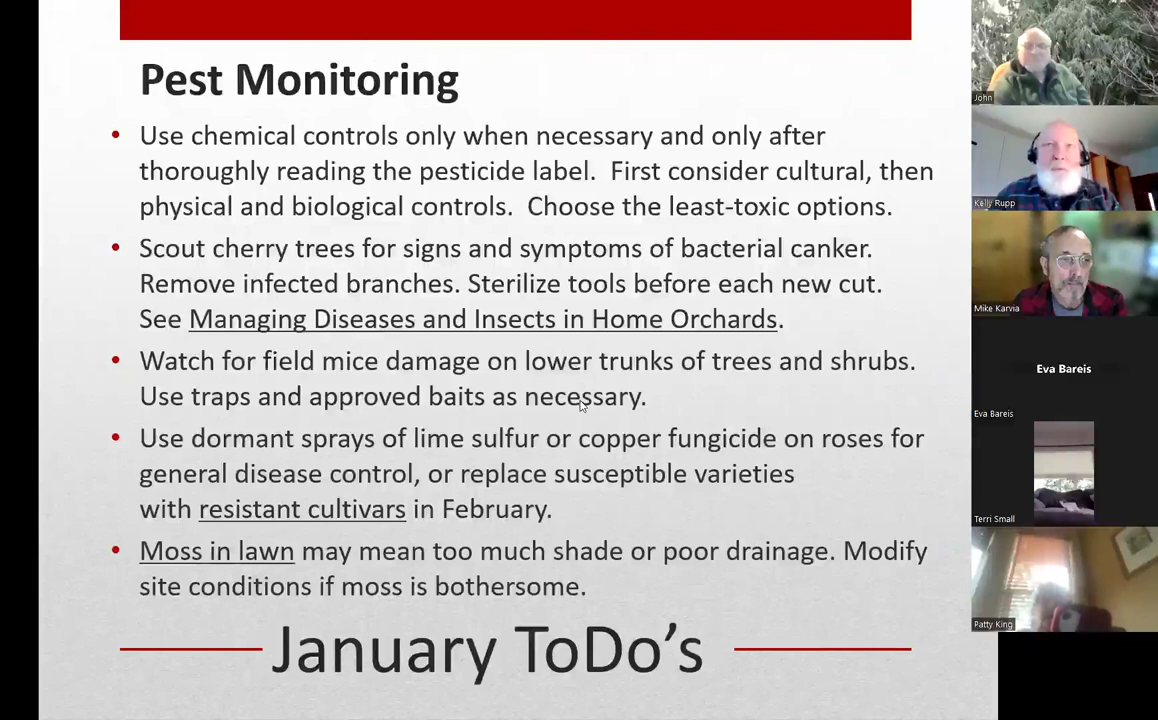 Pest Monitoring
• Use chemical controls only when necessary and only after
thoroughly reading the pesticide label.  First consider cultural, then
physical and biological controls.  Choose the least-toxic options.
• Scout cherry trees for signs and symptoms of bacterial canker.
Remove infected branches. Sterilize tools before each new cut.
See Managing Diseases and Insects in Home Orchards.
• Watch for field mice damage on lower trunks of trees and shrubs.
Use traps and approved baits as necessary.
• Use dormant sprays of lime sulfur or copper fungicide on roses for
general disease control, or replace susceptible varieties
with resistant cultivars in February.
• Moss in lawn may mean too much shade or poor drainage. Modify
site conditions if moss is bothersome.
January ToDo’s
John
Kelly Rupp
Mike Karvia
Eva Bareis
Eva Bareis
Terri Small
Patty King